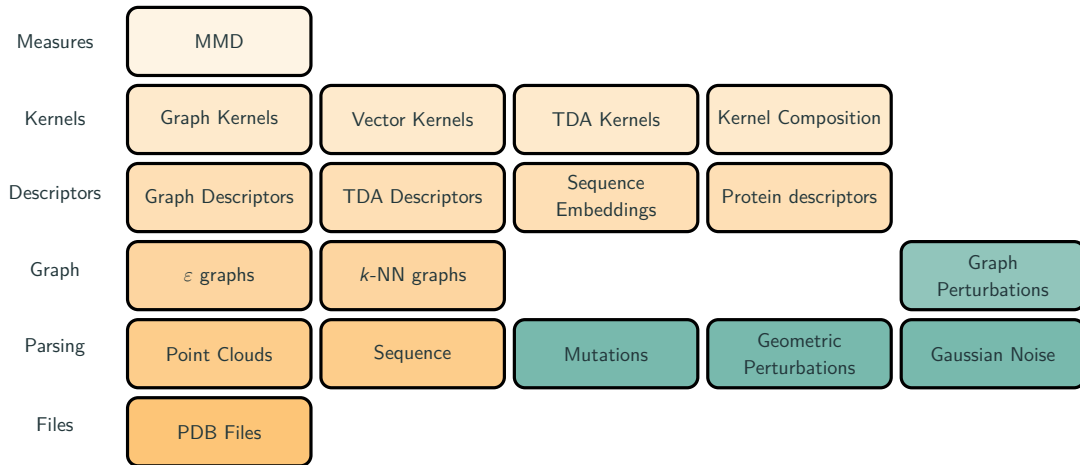 Measures
MMD
Kernels
Graph Kernels
Vector Kernels
TDA Kernels
Kernel Composition
Descriptors
Graph Descriptors
TDA Descriptors
Sequence
Embeddings
Protein descriptors
Graph
ε graphs
k-NN graphs
Graph
Perturbations
Parsing
Point Clouds
Sequence
Mutations
Geometric
Perturbations
Gaussian Noise
Files
PDB Files